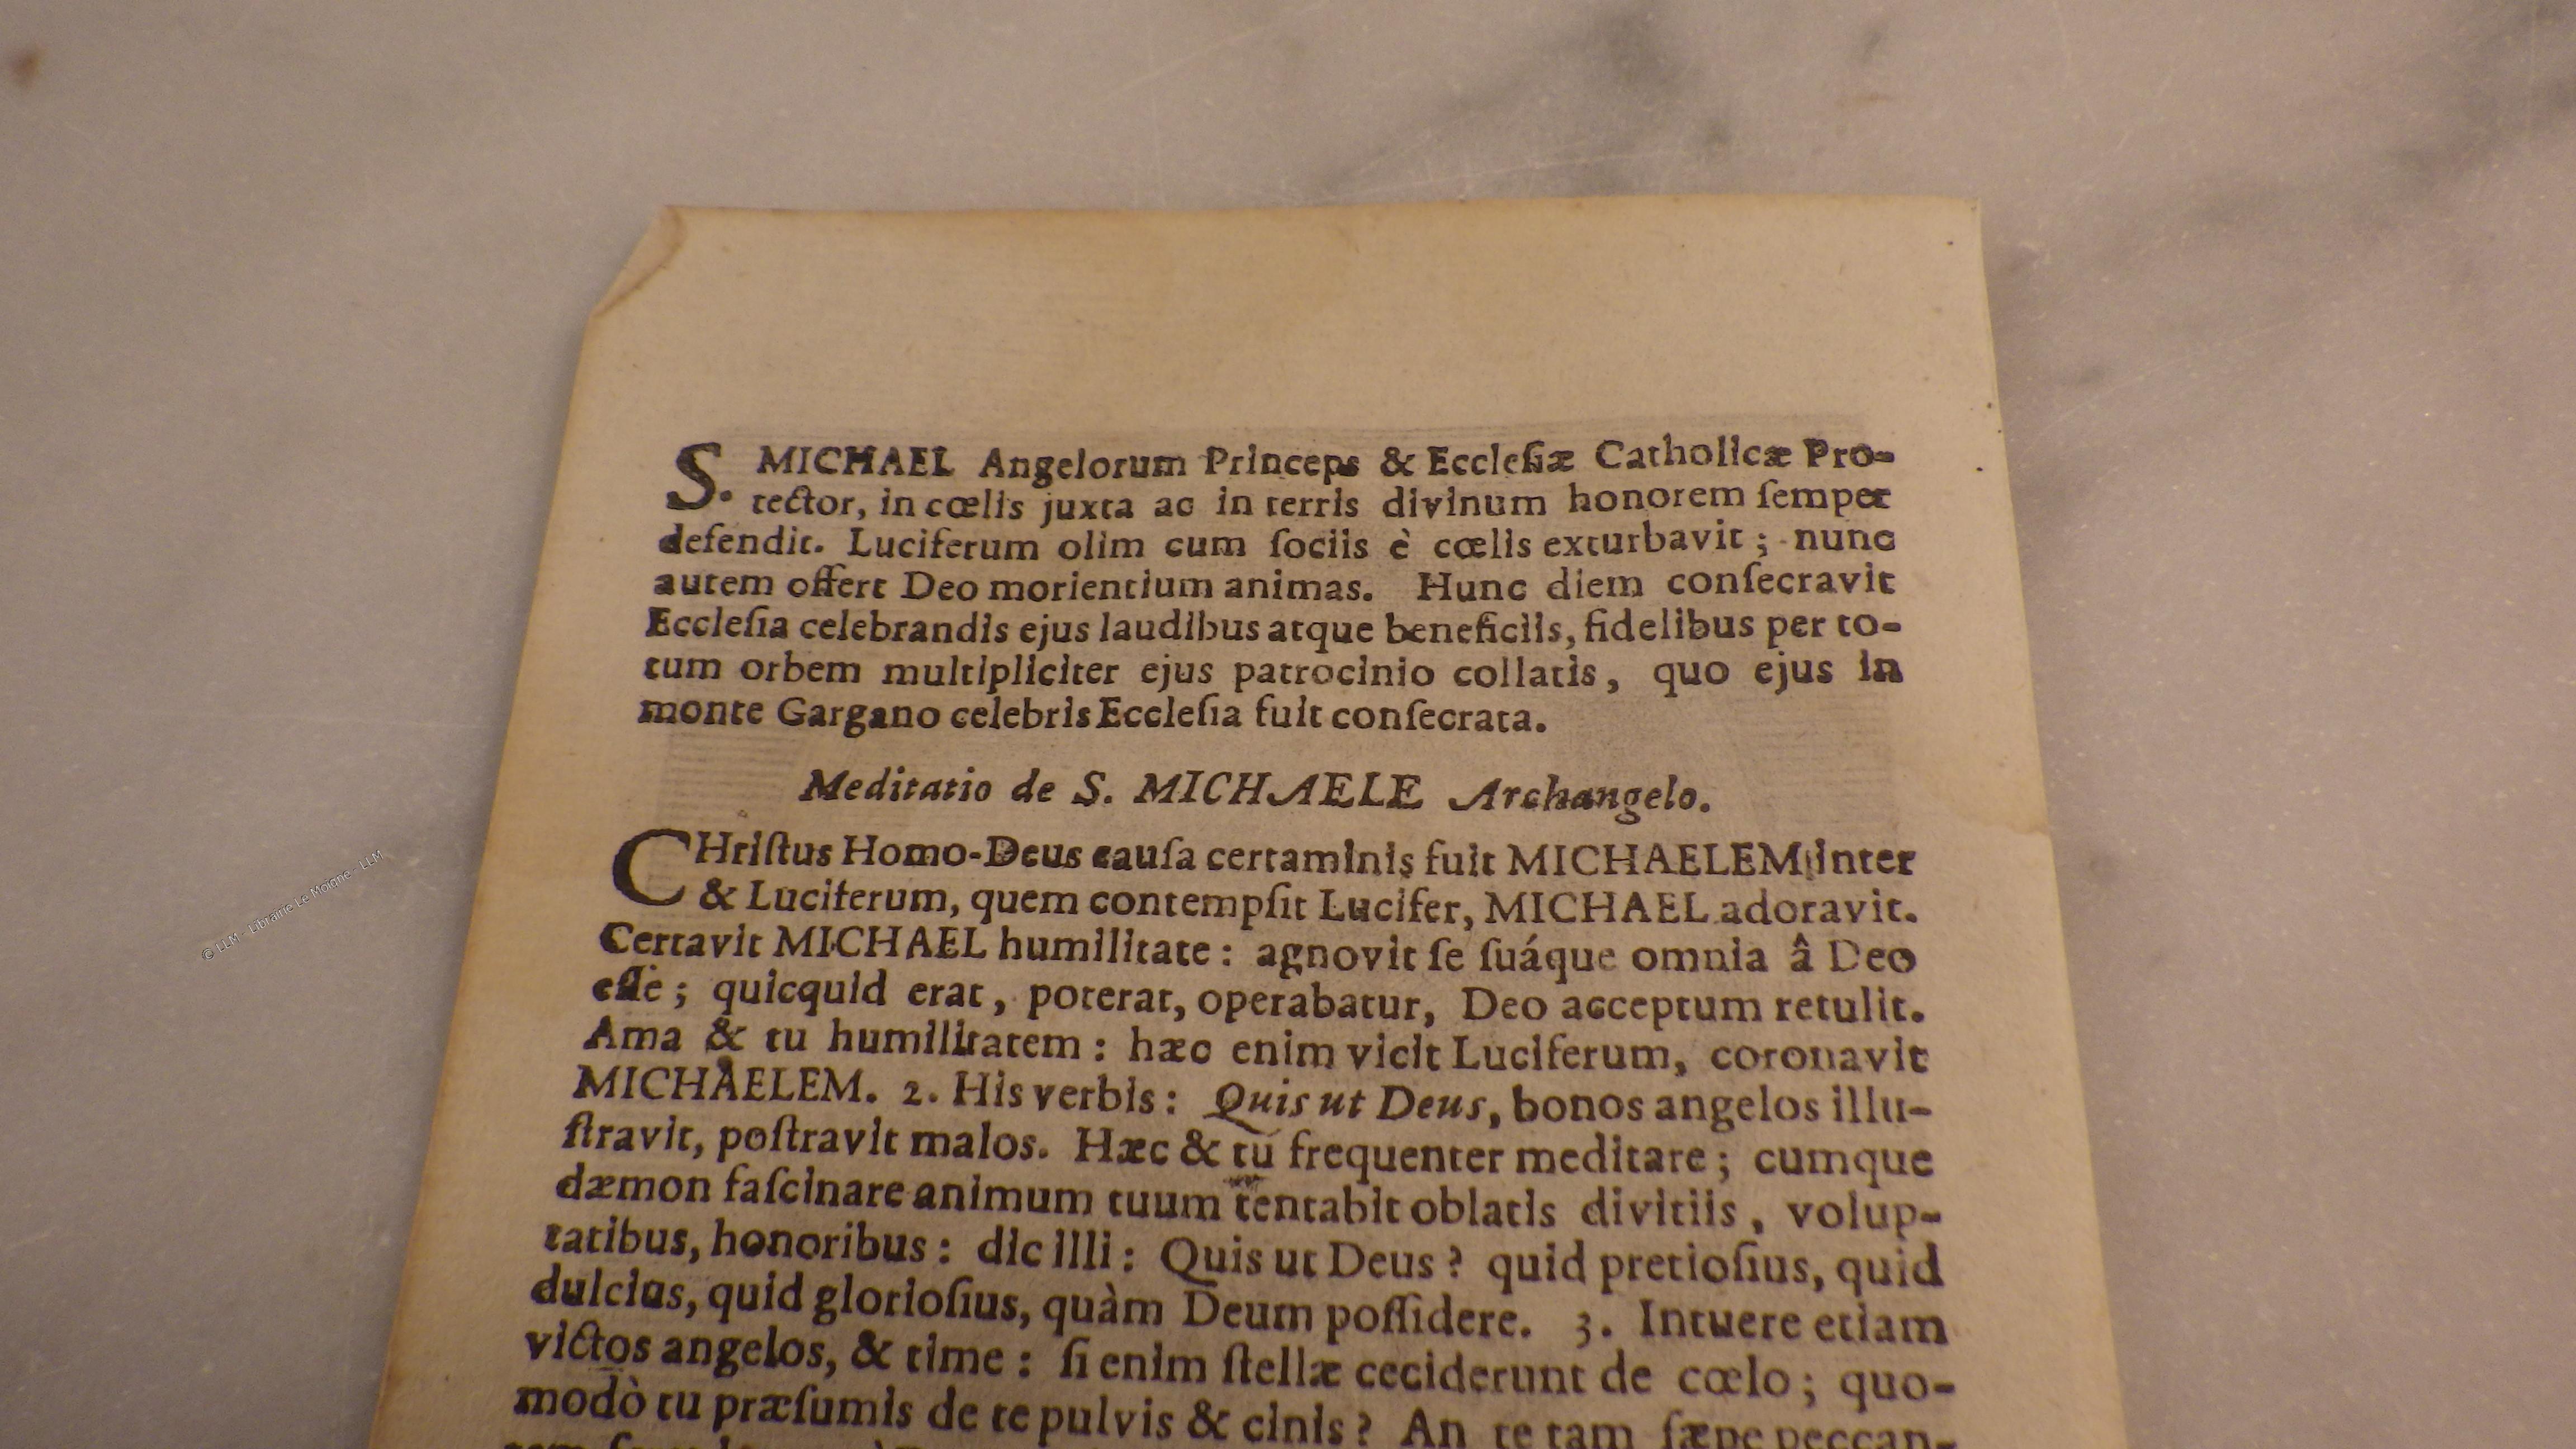 S. MICHAEL Angelorum Princeps & Eccleſiæ Catholicæ Pro-
tector, in cœlis juxta ac in terris divinum honorem ſemper
defendit. Luciferum olim cum ſociis è cœlis exturbavit ; nunc
autem offert Deo morientium animas. Hunc diem conſecravit
Eccleſia celebrandis ejus laudibus atque beneficiis, fidelibus per to-
tum orbem multipliciter ejus patrocinio collatis, quo ejus in
monte Gargano celebris Eccleſia fuit conſecrata.
Meditatio de S. MICHAELE Archangelo.
CHriſtus Homo-Deus cauſa certaminis fuit MICHAELEM inter
& Luciferum, quem contempſit Lucifer, MICHAEL adoravit.
Certavit MICHAEL humilitate : agnovit ſe ſuáque omnia â Deo
eſſe ; quicquid erat, poterat, operabatur, Deo acceptum retulit.
Ama & tu humilitatem : hæc enim vicit Luciferum, coronavit
MICHAELEM. 2. His verbis : Quis ut Deus, bonos angelos illu-
ſtravit, poſtravit malos. Hæc & tu frequenter meditare ; cumque
dæmon faſcinare animum tuum tentabit oblatis divitiis, volup-
tatibus, honoribus : dic illi : Quis ut Deus ? quid pretioſius, quid
dulcius, quid glorioſius, quàm Deum poſſidere. 3. Intuere etiam
victos angelos, & time : ſi enim ſtellæ ceciderunt de cœlo ; quo-
modò tu præſumis de te pulvis & cinis ? An te tam ſæpe peccan-
© LLM - Librairie Le Moigne - LLM